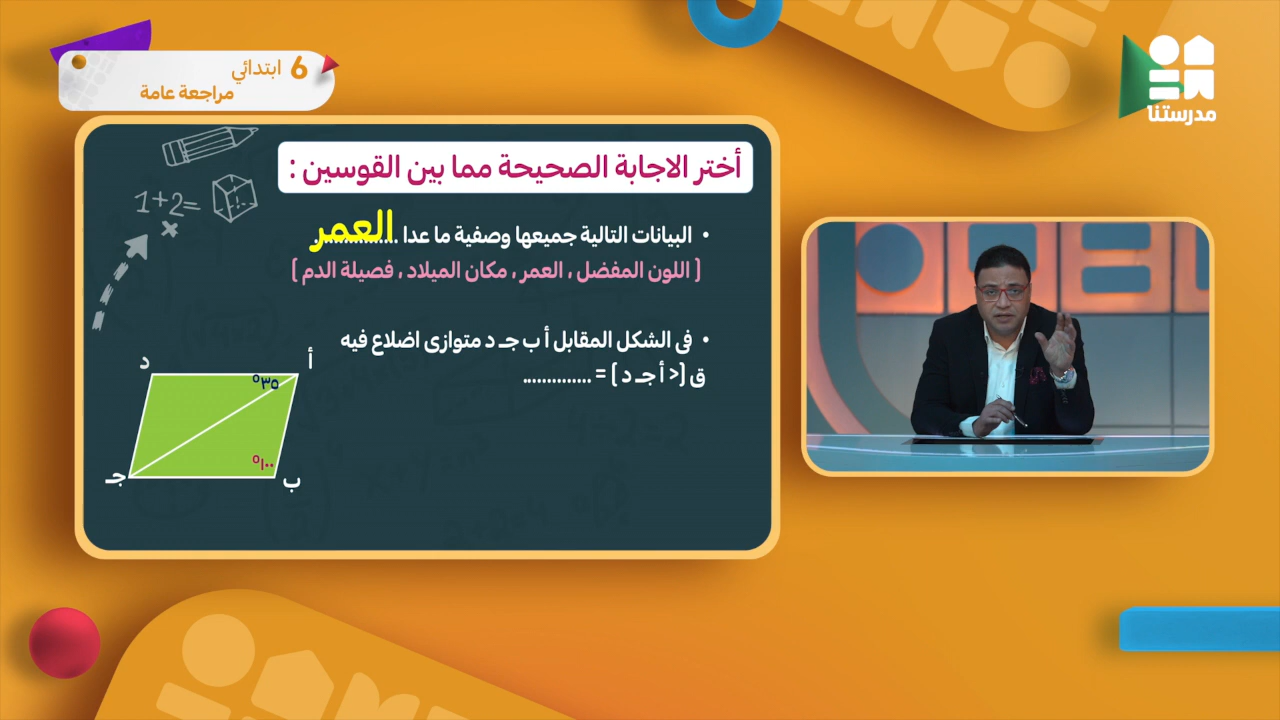 6 ابتدائي
مراجعة عامة
مدرستنا
أختر الاجابة الصحيحة مما بين القوسين :
1+2=
• البيانات التالية جميعها وصفية ما عدا .............. العمر
( اللون المفضل ، العمر ، مكان الميلاد ، فصيلة الدم )
• فى الشكل المقابل أ ب جـ د متوازى اضلاع فيه
ق (< أ جـ د ) = ..............
د
أ
٣٥°
١٠٠°
جـ
ب